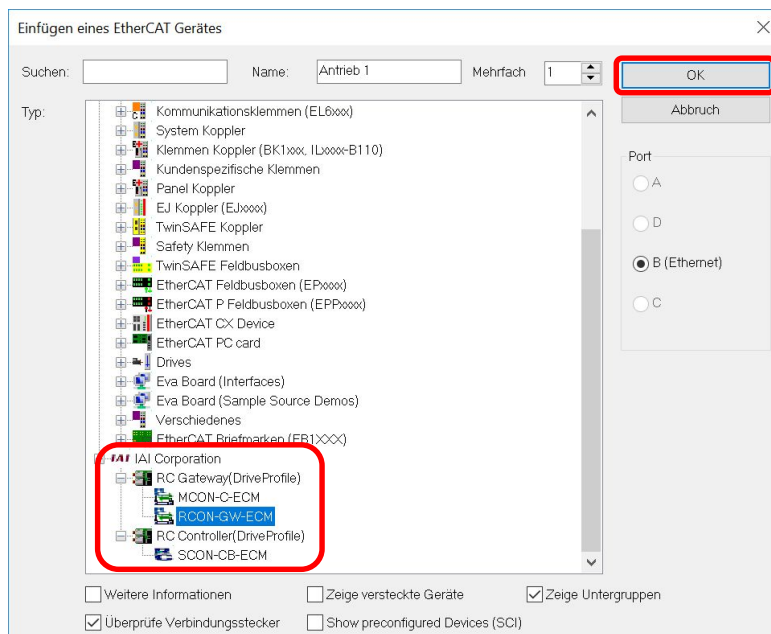 Einfügen eines EtherCAT Gerätes
Suchen: Name: Antrieb 1 Mehrfach 1 OK
Typ: Abbruch
Kommunikationsklemmen (EL6xxx)
System Koppler
Klemmen Koppler (BK1xxx, ILxxxx-B110)
Kundenspezifische Klemmen
Panel Koppler
EJ Koppler (EJxxxx)
TwinSAFE Koppler
Safety Klemmen
TwinSAFE Feldbusboxen
EtherCAT Feldbusboxen (EPxxxx)
EtherCAT P Feldbusboxen (EPPxxxx)
EtherCAT CX Device
EtherCAT PC card
Drives
Eva Board (Interfaces)
Eva Board (Sample Source Demos)
Verschiedenes
EtherCAT Briefmarken (EB1XXX)
IAI IAI Corporation
RC Gateway(DriveProfile)
MCON-C-ECM
RCON-GW-ECM
RC Controller(DriveProfile)
SCON-CB-ECM
Port
A
D
B (Ethernet)
C
Weitere Informationen Zeige versteckte Geräte Zeige Untergruppen
Überprüfe Verbindungsstecker Show preconfigured Devices (SCI)